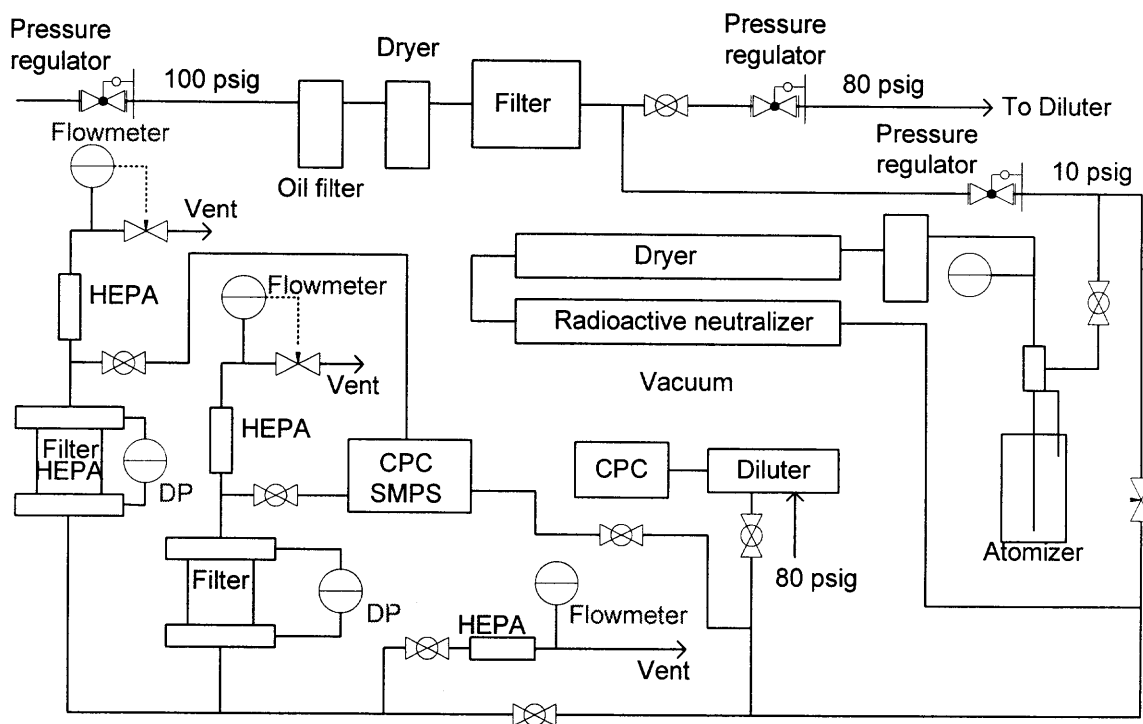 Pressure
regulator
100 psig
Dryer
Filter
Oil filter
Pressure
regulator
80 psig
To Diluter
Pressure
regulator
10 psig
Flowmeter
Vent
HEPA
Flowmeter
Vent
HEPA
Dryer
Radioactive neutralizer
Vacuum
Filter
HEPA
DP
CPC
SMPS
CPC
Diluter
80 psig
Atomizer
Filter
DP
HEPA
Flowmeter
Vent